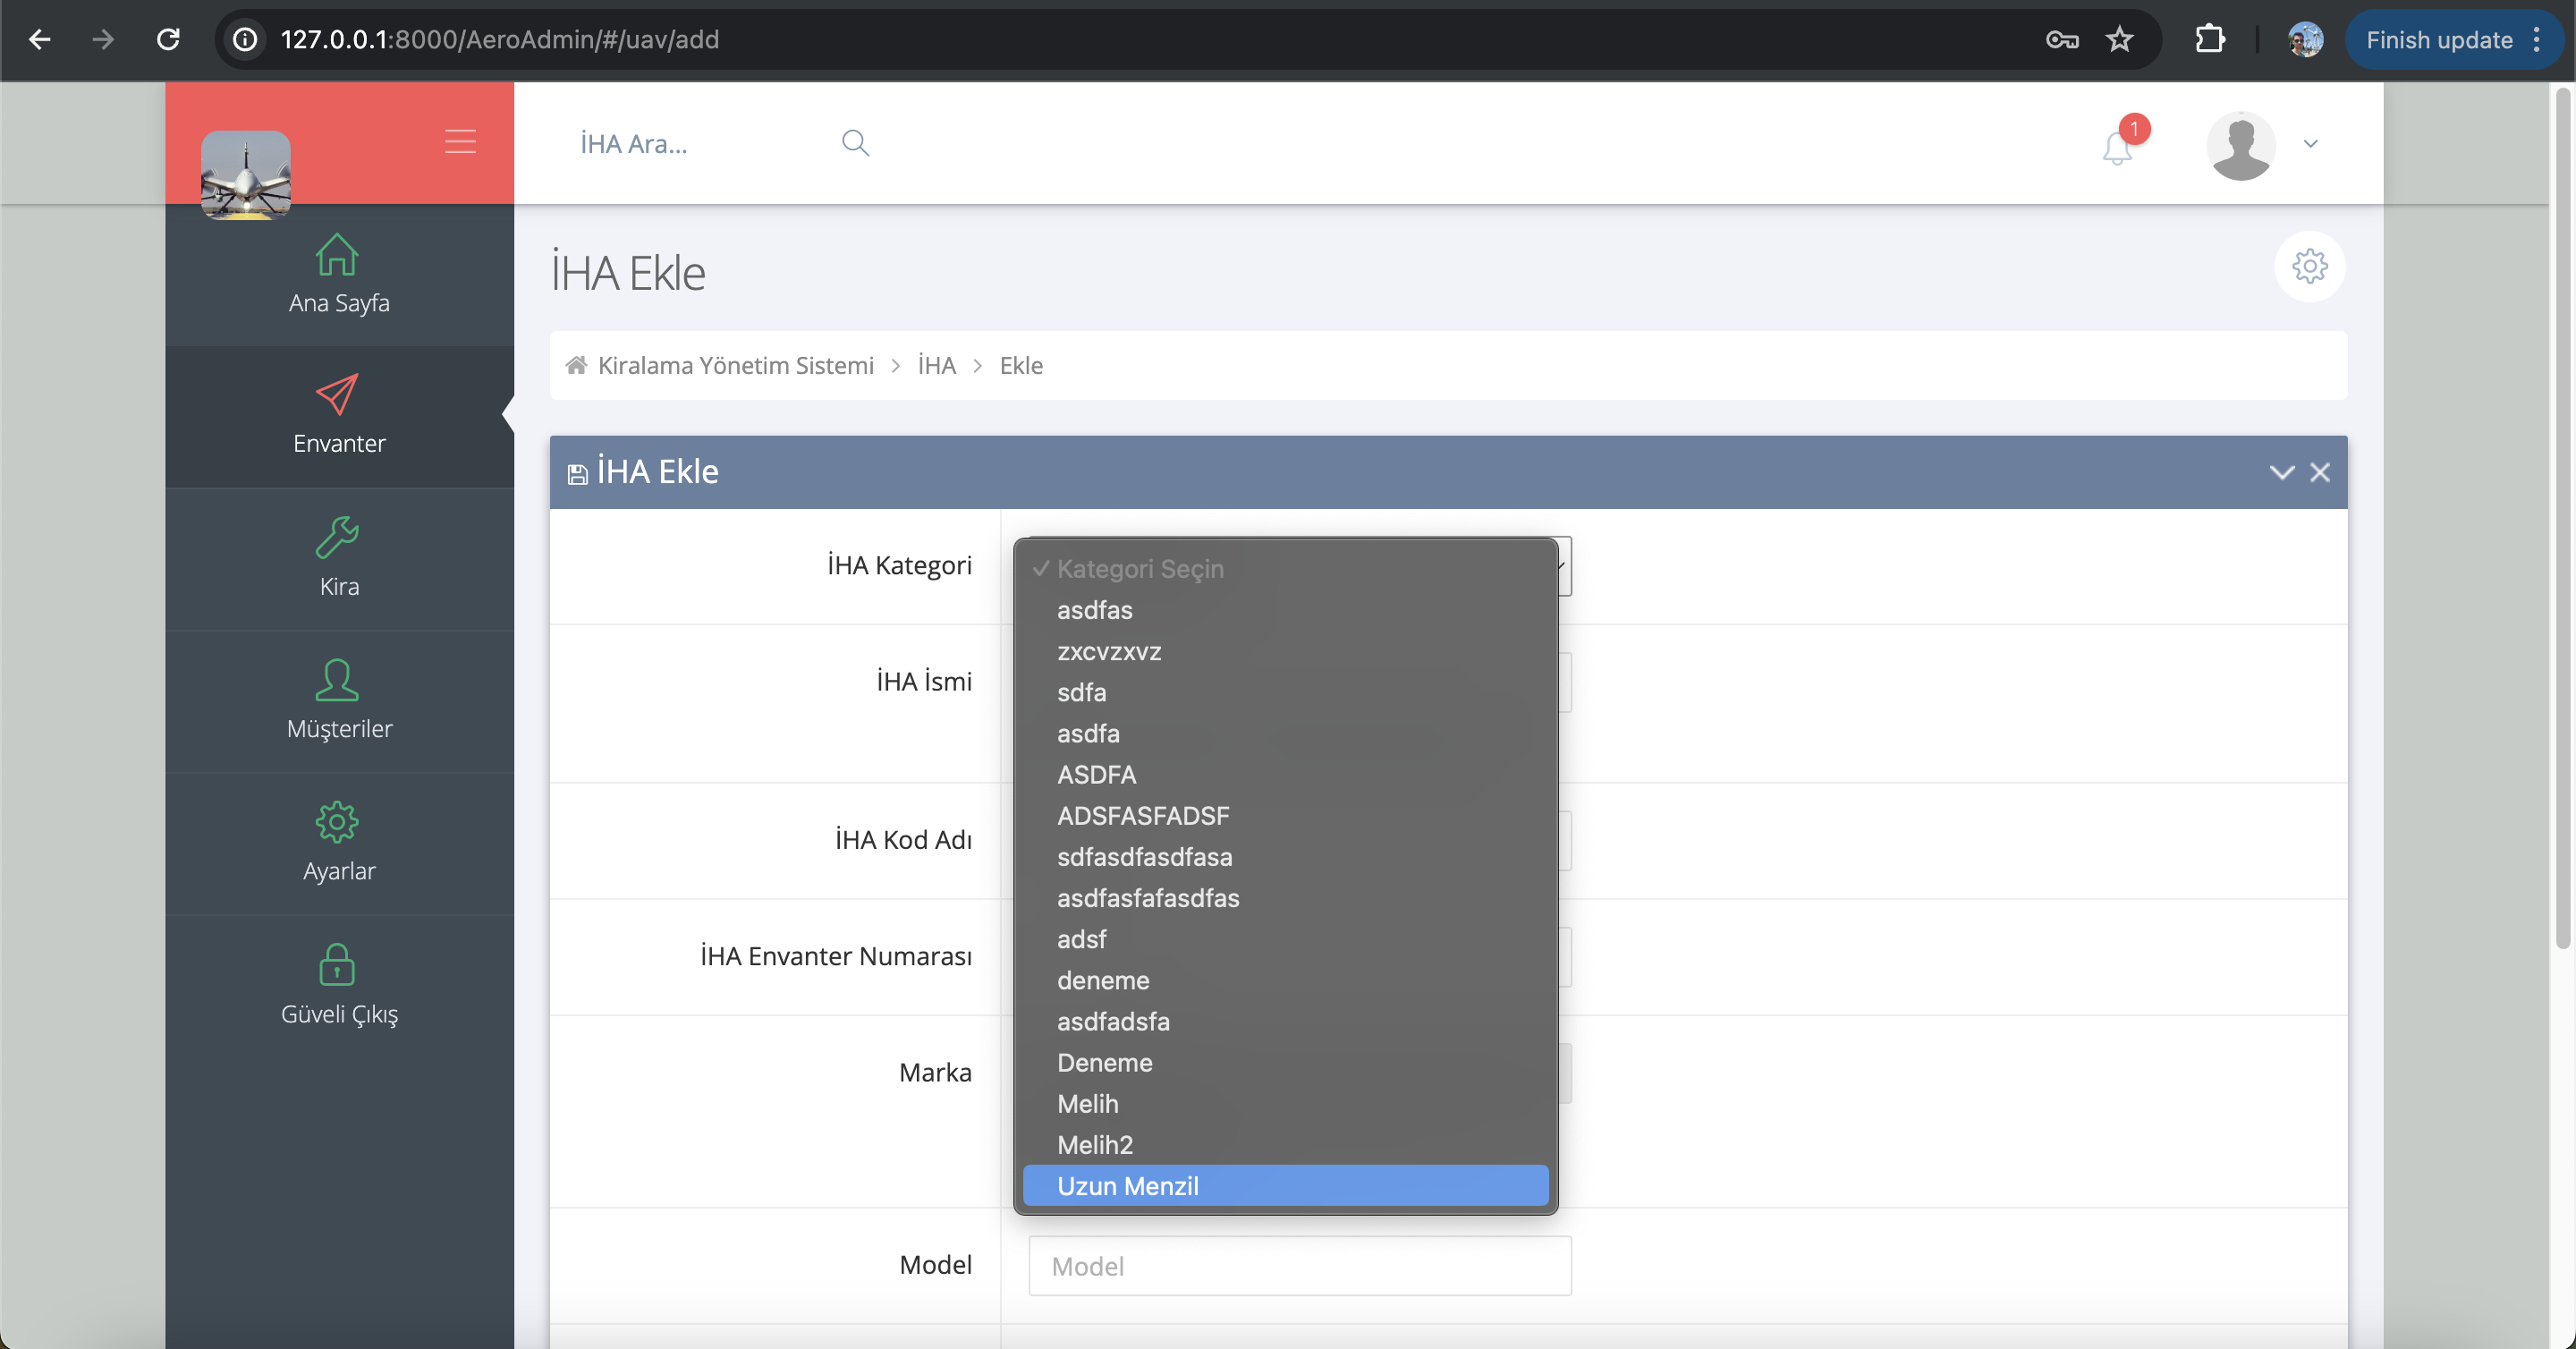 127.0.0.1:8000/AeroAdmin/#/uav/add
Finish update
İHA Ara...
1
Ana Sayfa
Envanter
Kira
Müşteriler
Ayarlar
Güveli Çıkış
İHA Ekle
Kiralama Yönetim Sistemi > İHA > Ekle
İHA Ekle
İHA Kategori
İHA İsmi
İHA Kod Adı
İHA Envanter Numarası
Marka
Model
✓ Kategori Seçin
asdfas
zxcvzxvz
sdfa
asdfa
ASDFA
ADSFASFADSF
sdfasdfasdfasa
asdfasfafasdfas
adsf
deneme
asdfadsfa
Deneme
Melih
Melih2
Uzun Menzil
Model